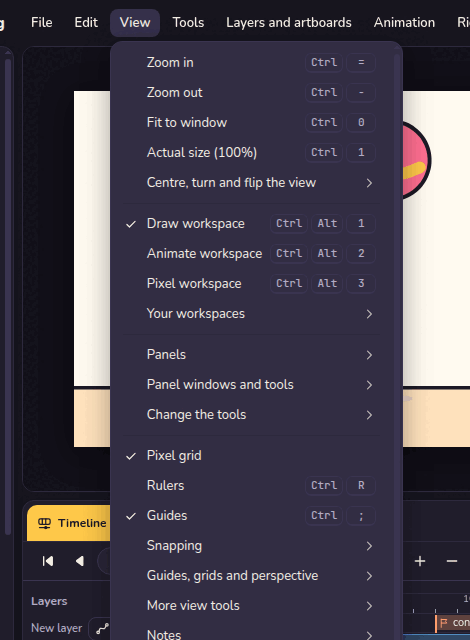 File Edit View Tools Layers and artboards Animation
Zoom in Ctrl =
Zoom out Ctrl -
Fit to window Ctrl 0
Actual size (100%) Ctrl 1
Centre, turn and flip the view
Draw workspace Ctrl Alt 1
Animate workspace Ctrl Alt 2
Pixel workspace Ctrl Alt 3
Your workspaces
Panels
Panel windows and tools
Change the tools
Pixel grid
Rulers Ctrl R
Guides Ctrl ;
Snapping
Guides, grids and perspective
More view tools
Notes
Timeline
Layers
New layer